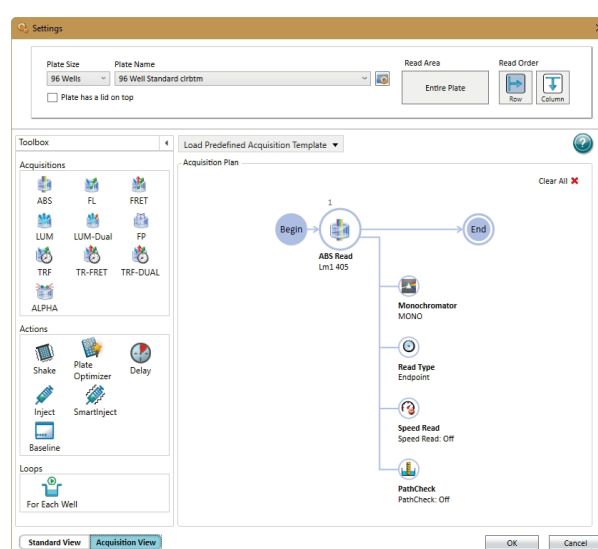 Settings
Plate Size
Plate Name
Read Area
Read Order
96 Wells
96 Well Standard clrbtm
Entire Plate
Row
Column
Plate has a lid on top
Toolbox
Load Predefined Acquisition Template
Acquisitions
ABS
FL
FRET
LUM
LUM-Dual
FP
TRF
TR-FRET
TRF-DUAL
ALPHA
Actions
Shake
Plate
Optimizer
Delay
Inject
SmartInject
Baseline
Loops
For Each Well
Acquisition Plan
Clear All
1
Begin
End
ABS Read
Lm1 405
Monochromator
MONO
Read Type
Endpoint
Speed Read
Speed Read: Off
PathCheck
PathCheck: Off
Standard View
Acquisition View
OK
Cancel